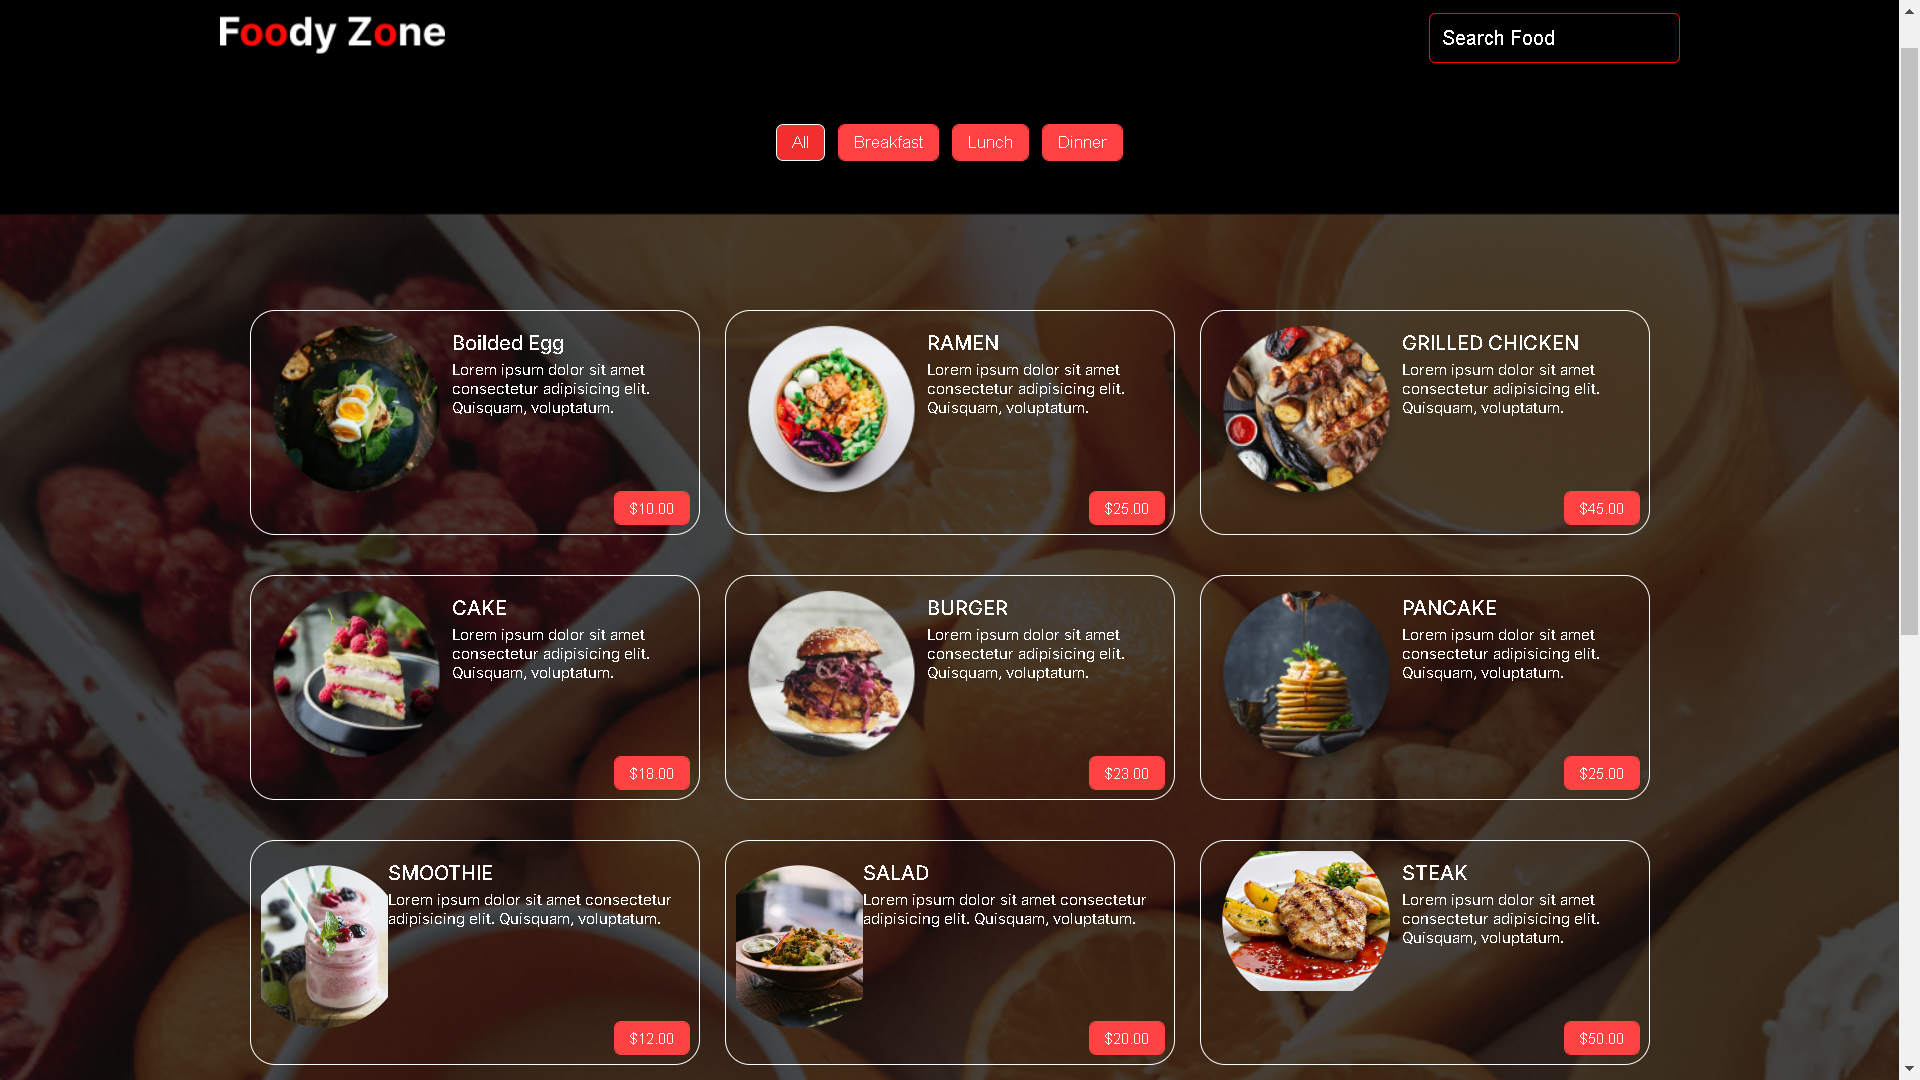 Foody Zone
Search Food
All
Breakfast
Lunch
Dinner
Boilded Egg
Lorem ipsum dolor sit amet
consectetur adipisicing elit.
Quisquam, voluptatum.
$10.00
RAMEN
Lorem ipsum dolor sit amet
consectetur adipisicing elit.
Quisquam, voluptatum.
$25.00
GRILLED CHICKEN
Lorem ipsum dolor sit amet
consectetur adipisicing elit.
Quisquam, voluptatum.
$45.00
CAKE
Lorem ipsum dolor sit amet
consectetur adipisicing elit.
Quisquam, voluptatum.
$18.00
BURGER
Lorem ipsum dolor sit amet
consectetur adipisicing elit.
Quisquam, voluptatum.
$23.00
PANCAKE
Lorem ipsum dolor sit amet
consectetur adipisicing elit.
Quisquam, voluptatum.
$25.00
SMOOTHIE
Lorem ipsum dolor sit amet consectetur
adipisicing elit. Quisquam, voluptatum.
$12.00
SALAD
Lorem ipsum dolor sit amet consectetur
adipisicing elit. Quisquam, voluptatum.
$20.00
STEAK
Lorem ipsum dolor sit amet
consectetur adipisicing elit.
Quisquam, voluptatum.
$50.00